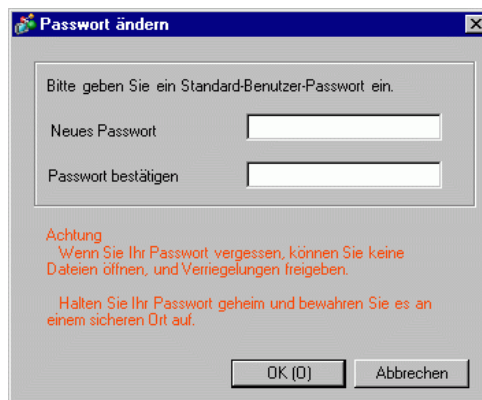 Passwort ändern
Bitte geben Sie ein Standard-Benutzer-Passwort ein.
Neues Passwort
Passwort bestätigen
Achtung
Wenn Sie Ihr Passwort vergessen, können Sie keine
Dateien öffnen, und Verriegelungen freigeben.
Halten Sie Ihr Passwort geheim und bewahren Sie es an
einem sicheren Ort auf.
OK (O)
Abbrechen